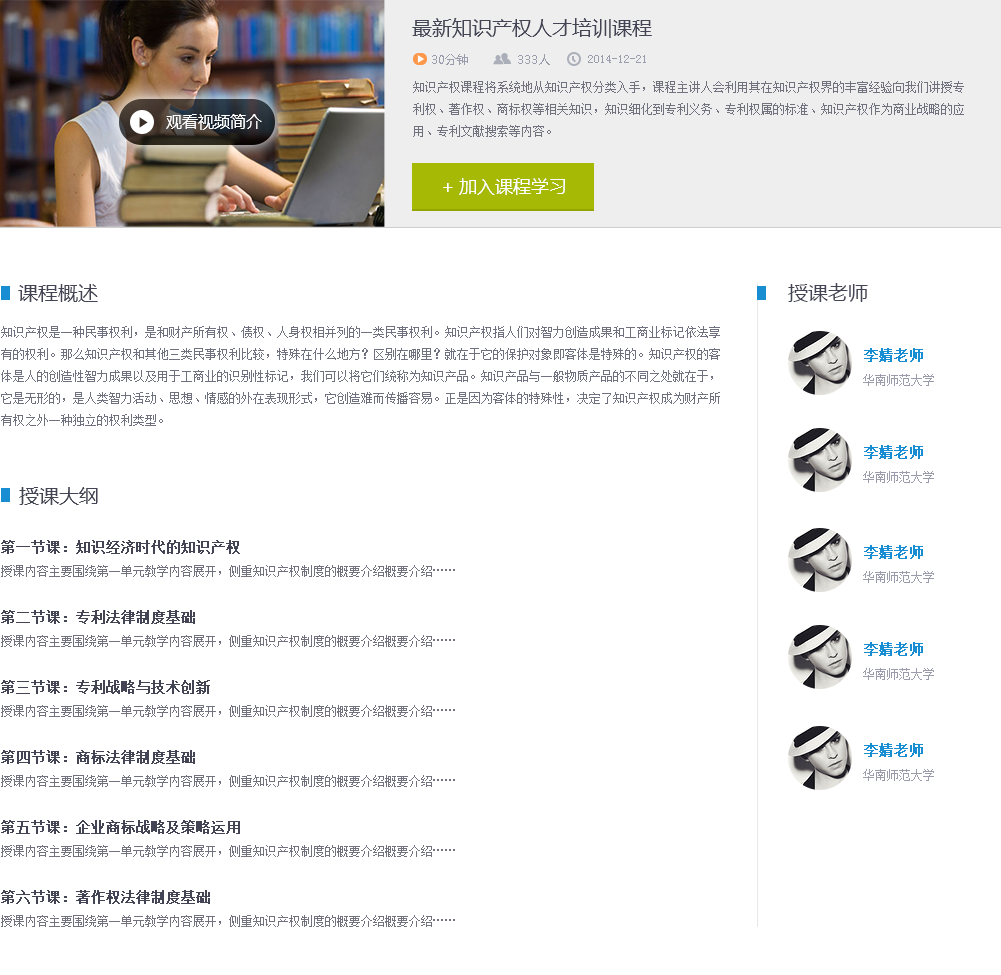 最新知识产权人才培训课程
30分钟 333人 2014-12-21
知识产权课程将系统地从知识产权分类入手，课程主讲人会利用其在知识产权界的丰富经验向我们讲授专
利权、著作权、商标权等相关知识，知识细化到专利义务、专利权属的标准、知识产权作为商业战略的应
用、专利文献搜索等内容。
观看视频简介
+ 加入课程学习
课程概述
知识产权是一种民事权利，是和财产所有权、债权、人身权相并列的一类民事权利。知识产权指人们对智力创造成果和工商业标记依法享
有的权利。那么知识产权和其他三类民事权利比较，特殊在什么地方？区别在哪里？就在于它的保护对象即客体是特殊的。知识产权的客
体是人的创造性智力成果以及用于工商业的识别性标记，我们可以将它们统称为知识产品。知识产品与一般物质产品的不同之处就在于，
它是无形的，是人类智力活动、思想、情感的外在表现形式，它创造难而传播容易。正是因为客体的特殊性，决定了知识产权成为财产所
有权之外一种独立的权利类型。
授课大纲
第一节课：知识经济时代的知识产权
授课内容主要围绕第一单元教学内容展开，侧重知识产权制度的概要介绍概要介绍……
第二节课：专利法律制度基础
授课内容主要围绕第一单元教学内容展开，侧重知识产权制度的概要介绍概要介绍……
第三节课：专利战略与技术创新
授课内容主要围绕第一单元教学内容展开，侧重知识产权制度的概要介绍概要介绍……
第四节课：商标法律制度基础
授课内容主要围绕第一单元教学内容展开，侧重知识产权制度的概要介绍概要介绍……
第五节课：企业商标战略及策略运用
授课内容主要围绕第一单元教学内容展开，侧重知识产权制度的概要介绍概要介绍……
第六节课：著作权法律制度基础
授课内容主要围绕第一单元教学内容展开，侧重知识产权制度的概要介绍概要介绍……
授课老师
李婧老师
华南师范大学
李婧老师
华南师范大学
李婧老师
华南师范大学
李婧老师
华南师范大学
李婧老师
华南师范大学